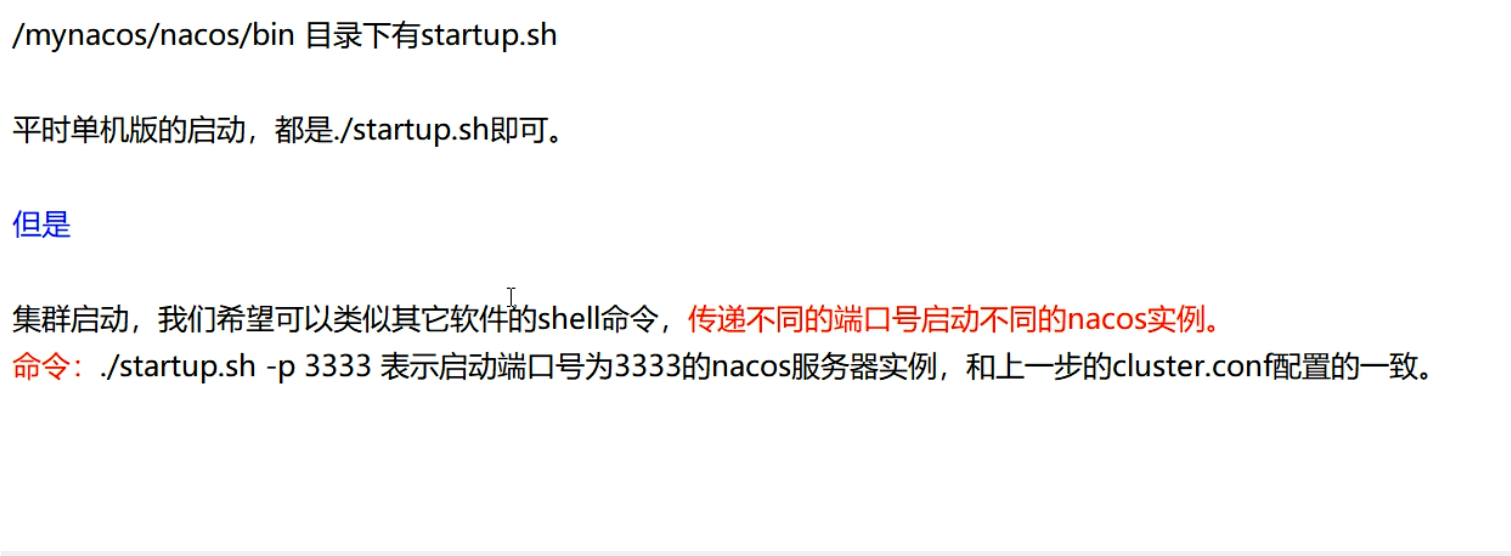 /mynacos/nacos/bin 目录下有startup.sh
平时单机版的启动，都是./startup.sh即可。
但是
集群启动，我们希望可以类似其它软件的shell命令，传递不同的端口号启动不同的nacos实例。
命令：./startup.sh -p 3333 表示启动端口号为3333的nacos服务器实例，和上一步的cluster.conf配置的一致。